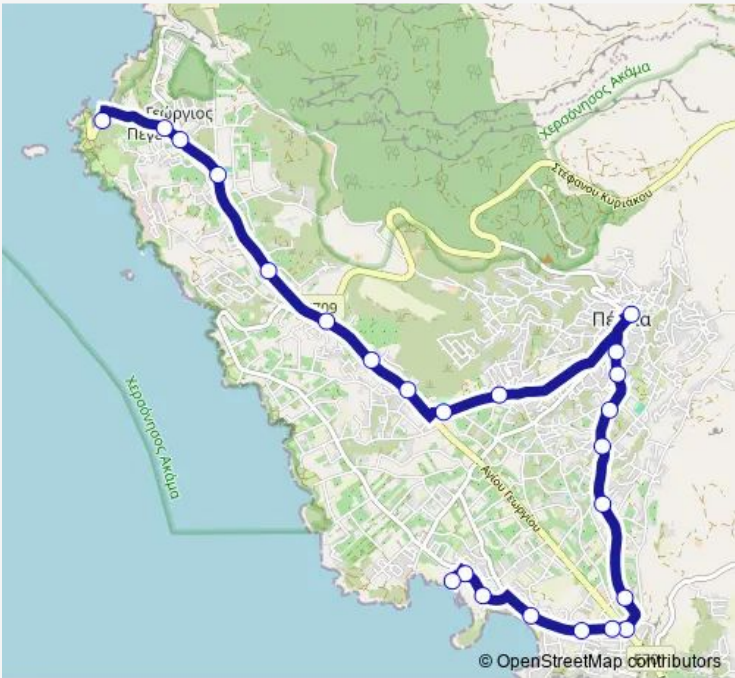 Γεώργιος
Χερσόνησος Ακάμα
Στεφάνου Κυριάκου
Αγίου Γεωργίου
Χερσόνησος Ακάμα
© OpenStreetMap contributors